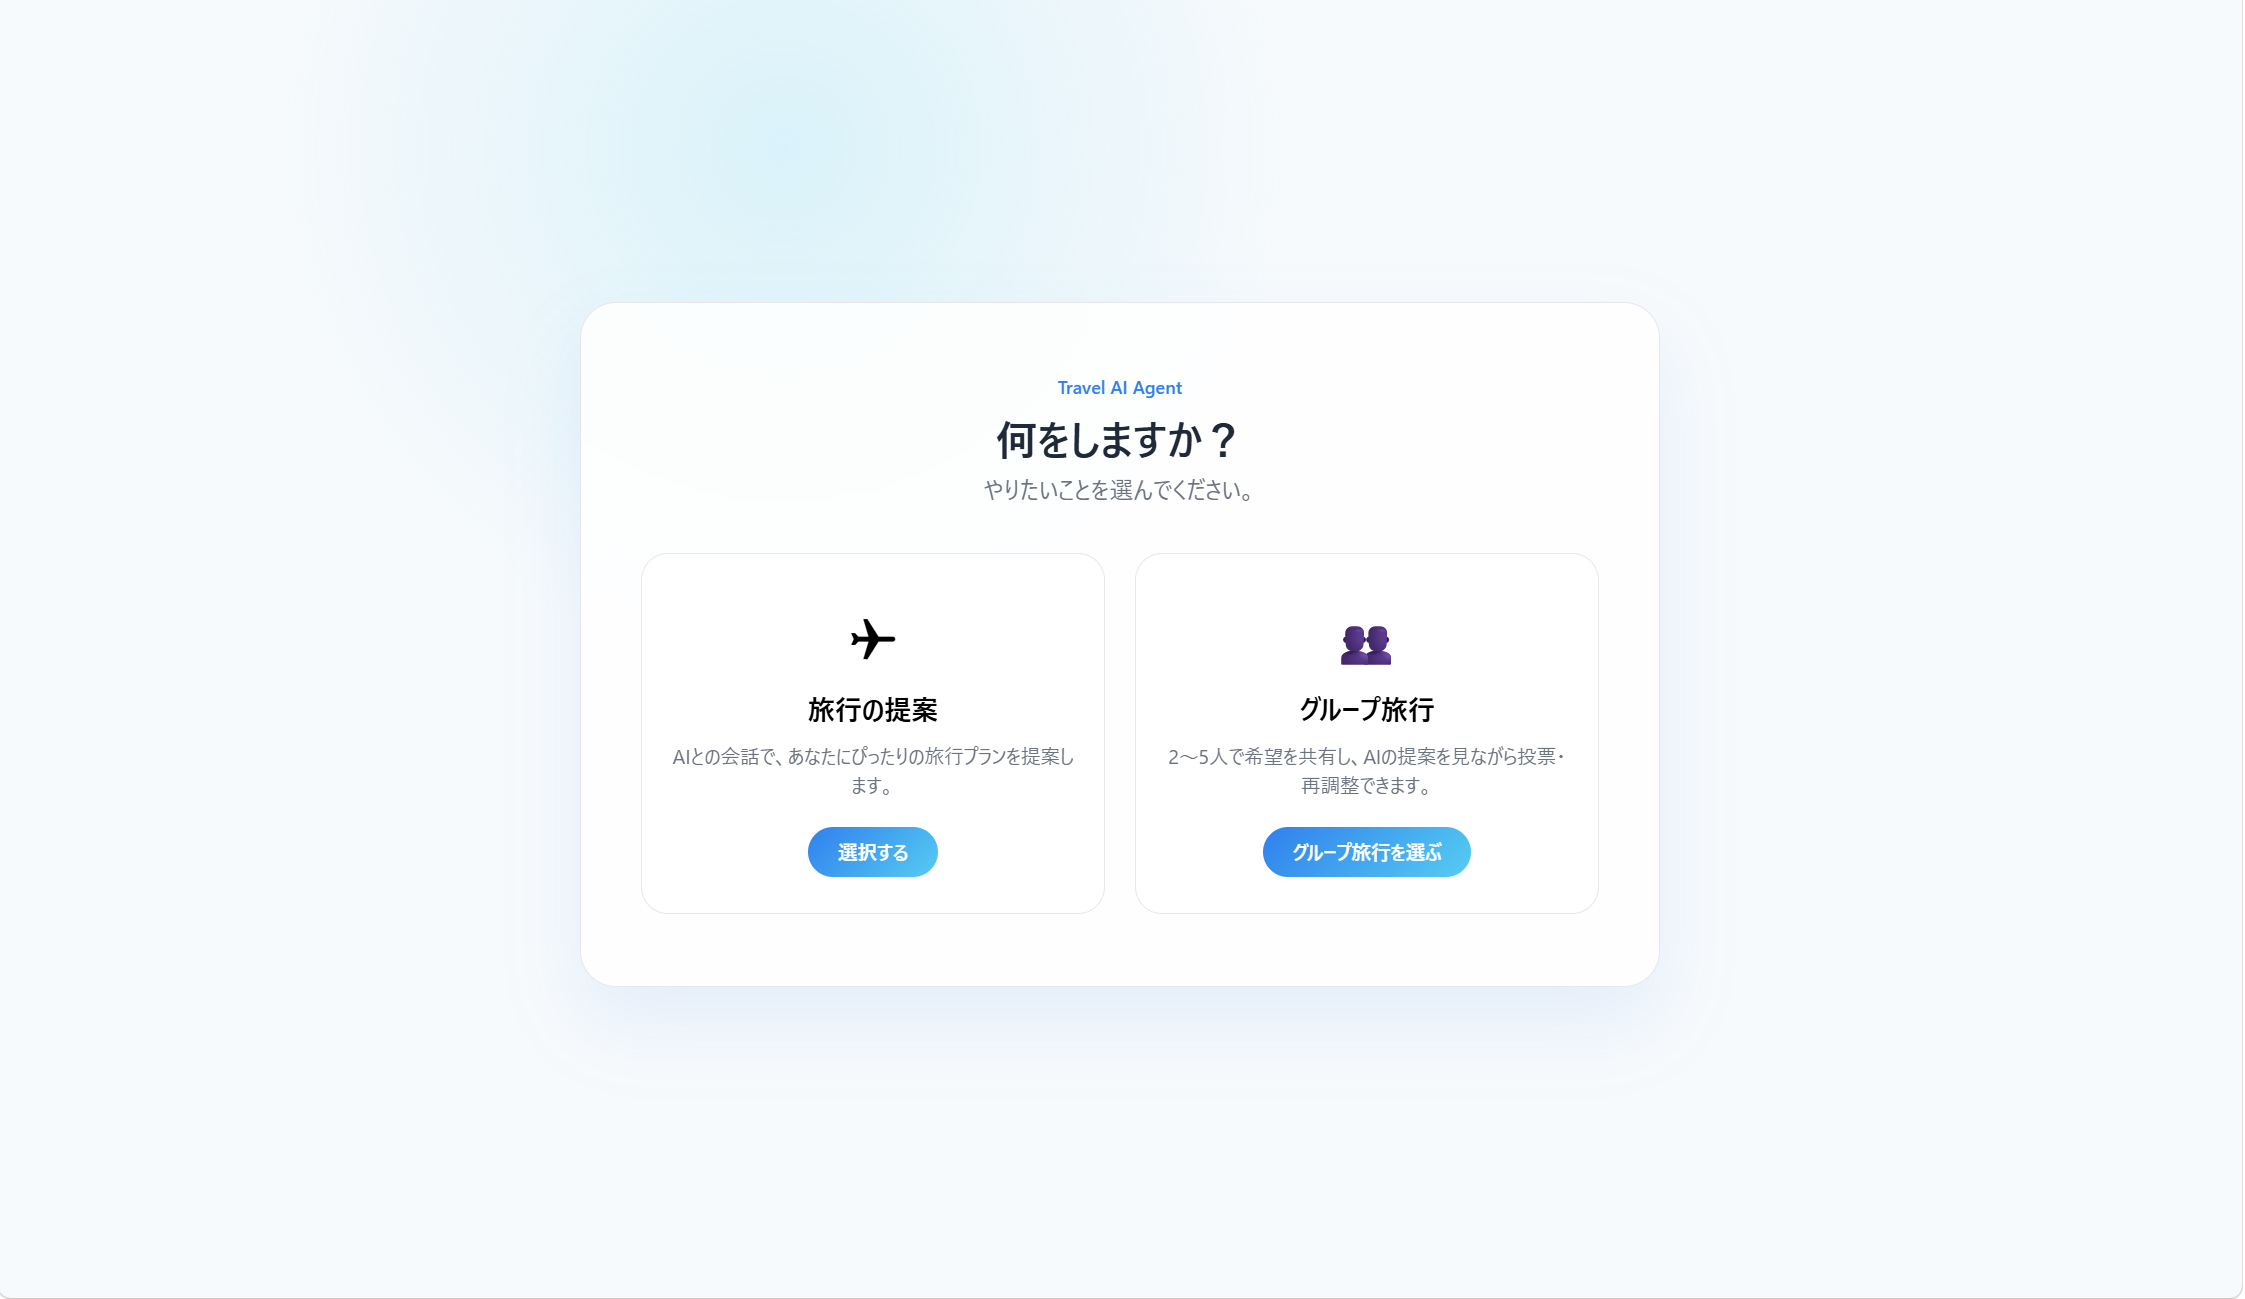 Travel AI Agent
何をしますか？
やりたいことを選んでください。
旅行の提案
AIとの会話で、あなたにぴったりの旅行プランを提案し
ます。
選択する
グループ旅行
2〜5人で希望を共有し、AIの提案を見ながら投票・
再調整できます。
グループ旅行を選ぶ